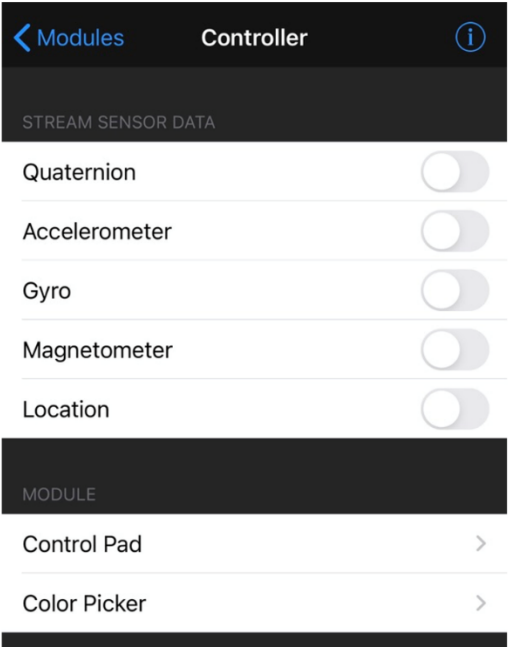 Modules Controller
STREAM SENSOR DATA
Quaternion
Accelerometer
Gyro
Magnetometer
Location
MODULE
Control Pad
Color Picker